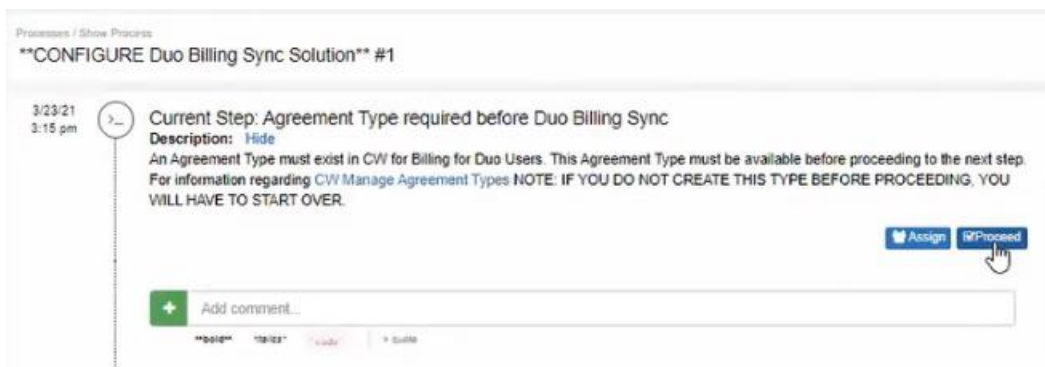 Processes / Show Process
**CONFIGURE Duo Billing Sync Solution** #1
3/23/21
3:15 pm
>_
Current Step: Agreement Type required before Duo Billing Sync
Description: Hide
An Agreement Type must exist in CW for Billing for Duo Users. This Agreement Type must be available before proceeding to the next step.
For information regarding CW Manage Agreement Types NOTE: IF YOU DO NOT CREATE THIS TYPE BEFORE PROCEEDING, YOU
WILL HAVE TO START OVER.
Assign Proceed
+ Add comment...
**bold** *italics* `code` > quote